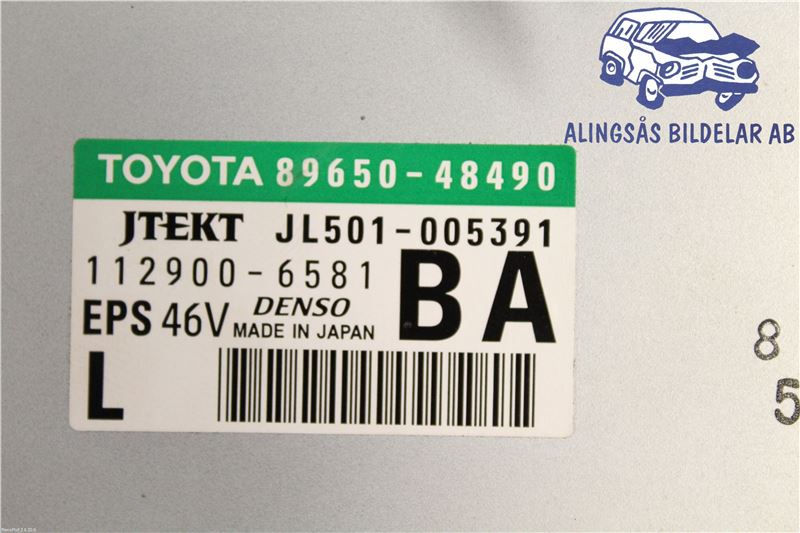 ALINGSÅS BILDELAR AB
TOYOTA 89650-48490
JTEKT JL501-005391
112900-6581 BA
EPS 46V DENSO
MADE IN JAPAN
L
8
5